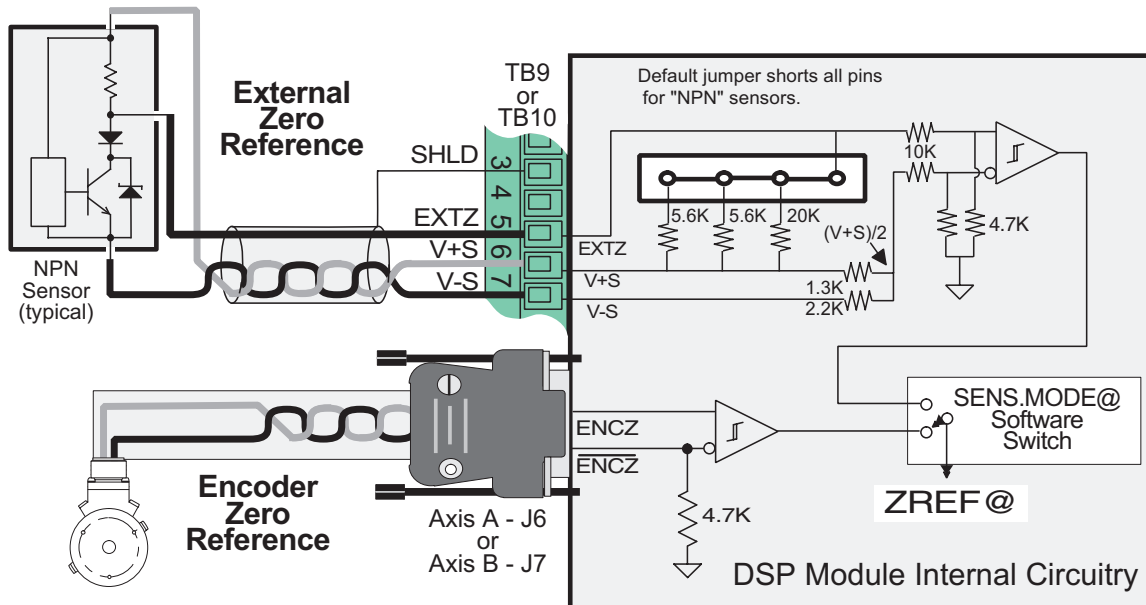 NPN
Sensor
(typical)
External
Zero
Reference
TB9
or
TB10
SHLD
EXTZ
V+S
V-S
3
4
5
6
7
Default jumper shorts all pins
for "NPN" sensors.
EXTZ
V+S
V-S
5.6K
5.6K
20K
(V+S)/2
1.3K
2.2K
10K
4.7K
SENS.MODE@
Software
Switch
ZREF@
Encoder
Zero
Reference
Axis A - J6
or
Axis B - J7
ENCZ
ENCZ
4.7K
DSP Module Internal Circuitry